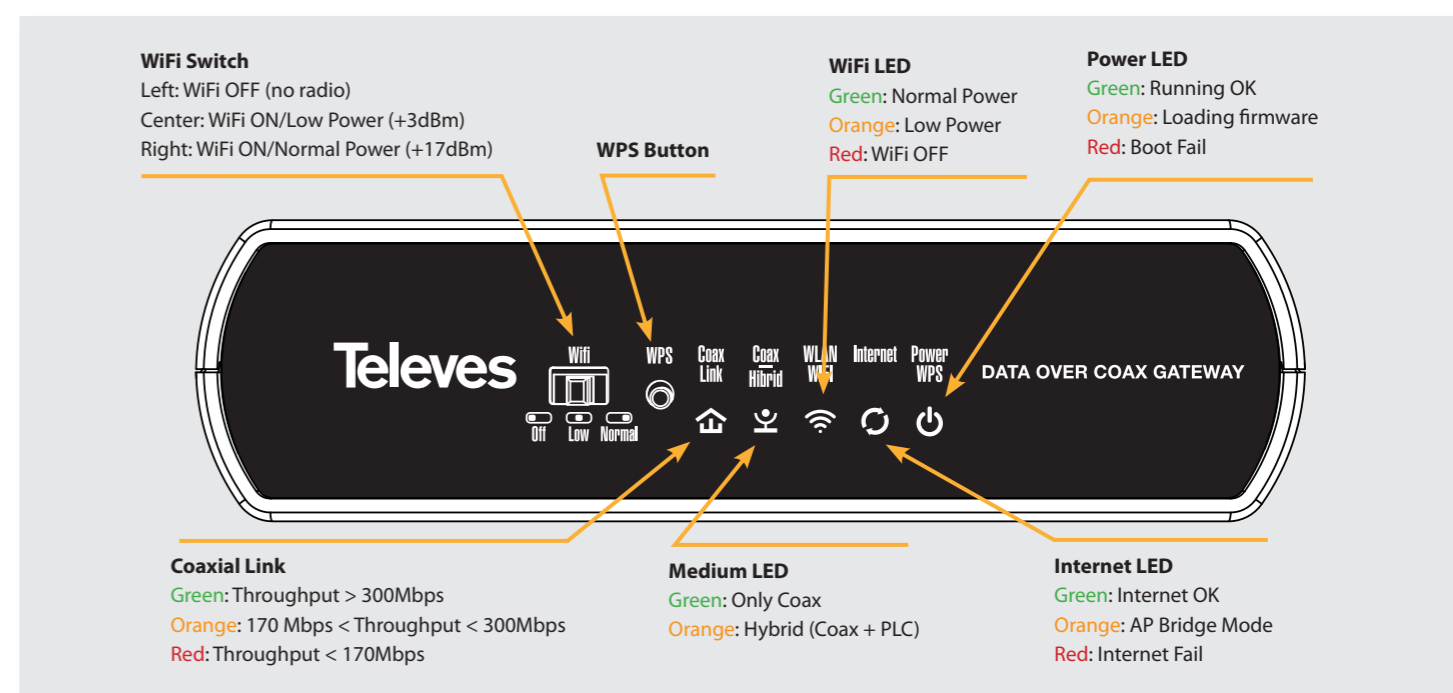 WiFi Switch
Left: WiFi OFF (no radio)
Center: WiFi ON/Low Power (+3dBm)
Right: WiFi ON/Normal Power (+17dBm)
WPS Button
WiFi LED
Green: Normal Power
Orange: Low Power
Red: WiFi OFF
Power LED
Green: Running OK
Orange: Loading firmware
Red: Boot Fail
Televes
Wifi
Off Low Normal
WPS
Coax
Link
Coax
Hibrid
WLAN
WIFI
Internet
Power
WPS
DATA OVER COAX GATEWAY
Coaxial Link
Green: Throughput > 300Mbps
Orange: 170 Mbps < Throughput < 300Mbps
Red: Throughput < 170Mbps
Medium LED
Green: Only Coax
Orange: Hybrid (Coax + PLC)
Internet LED
Green: Internet OK
Orange: AP Bridge Mode
Red: Internet Fail